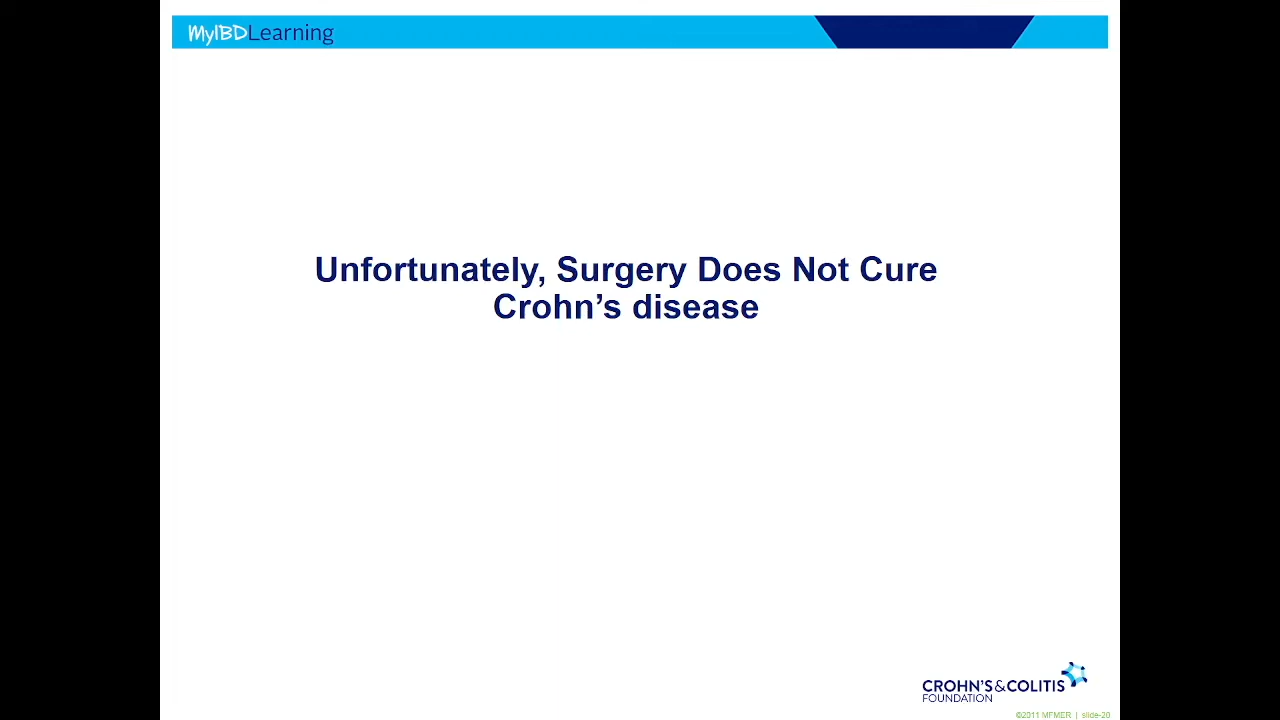 MyIBDLearning
Unfortunately, Surgery Does Not Cure
Crohn’s disease
CROHN'S&COLITIS
FOUNDATION
©2011 MFMER | slide-20